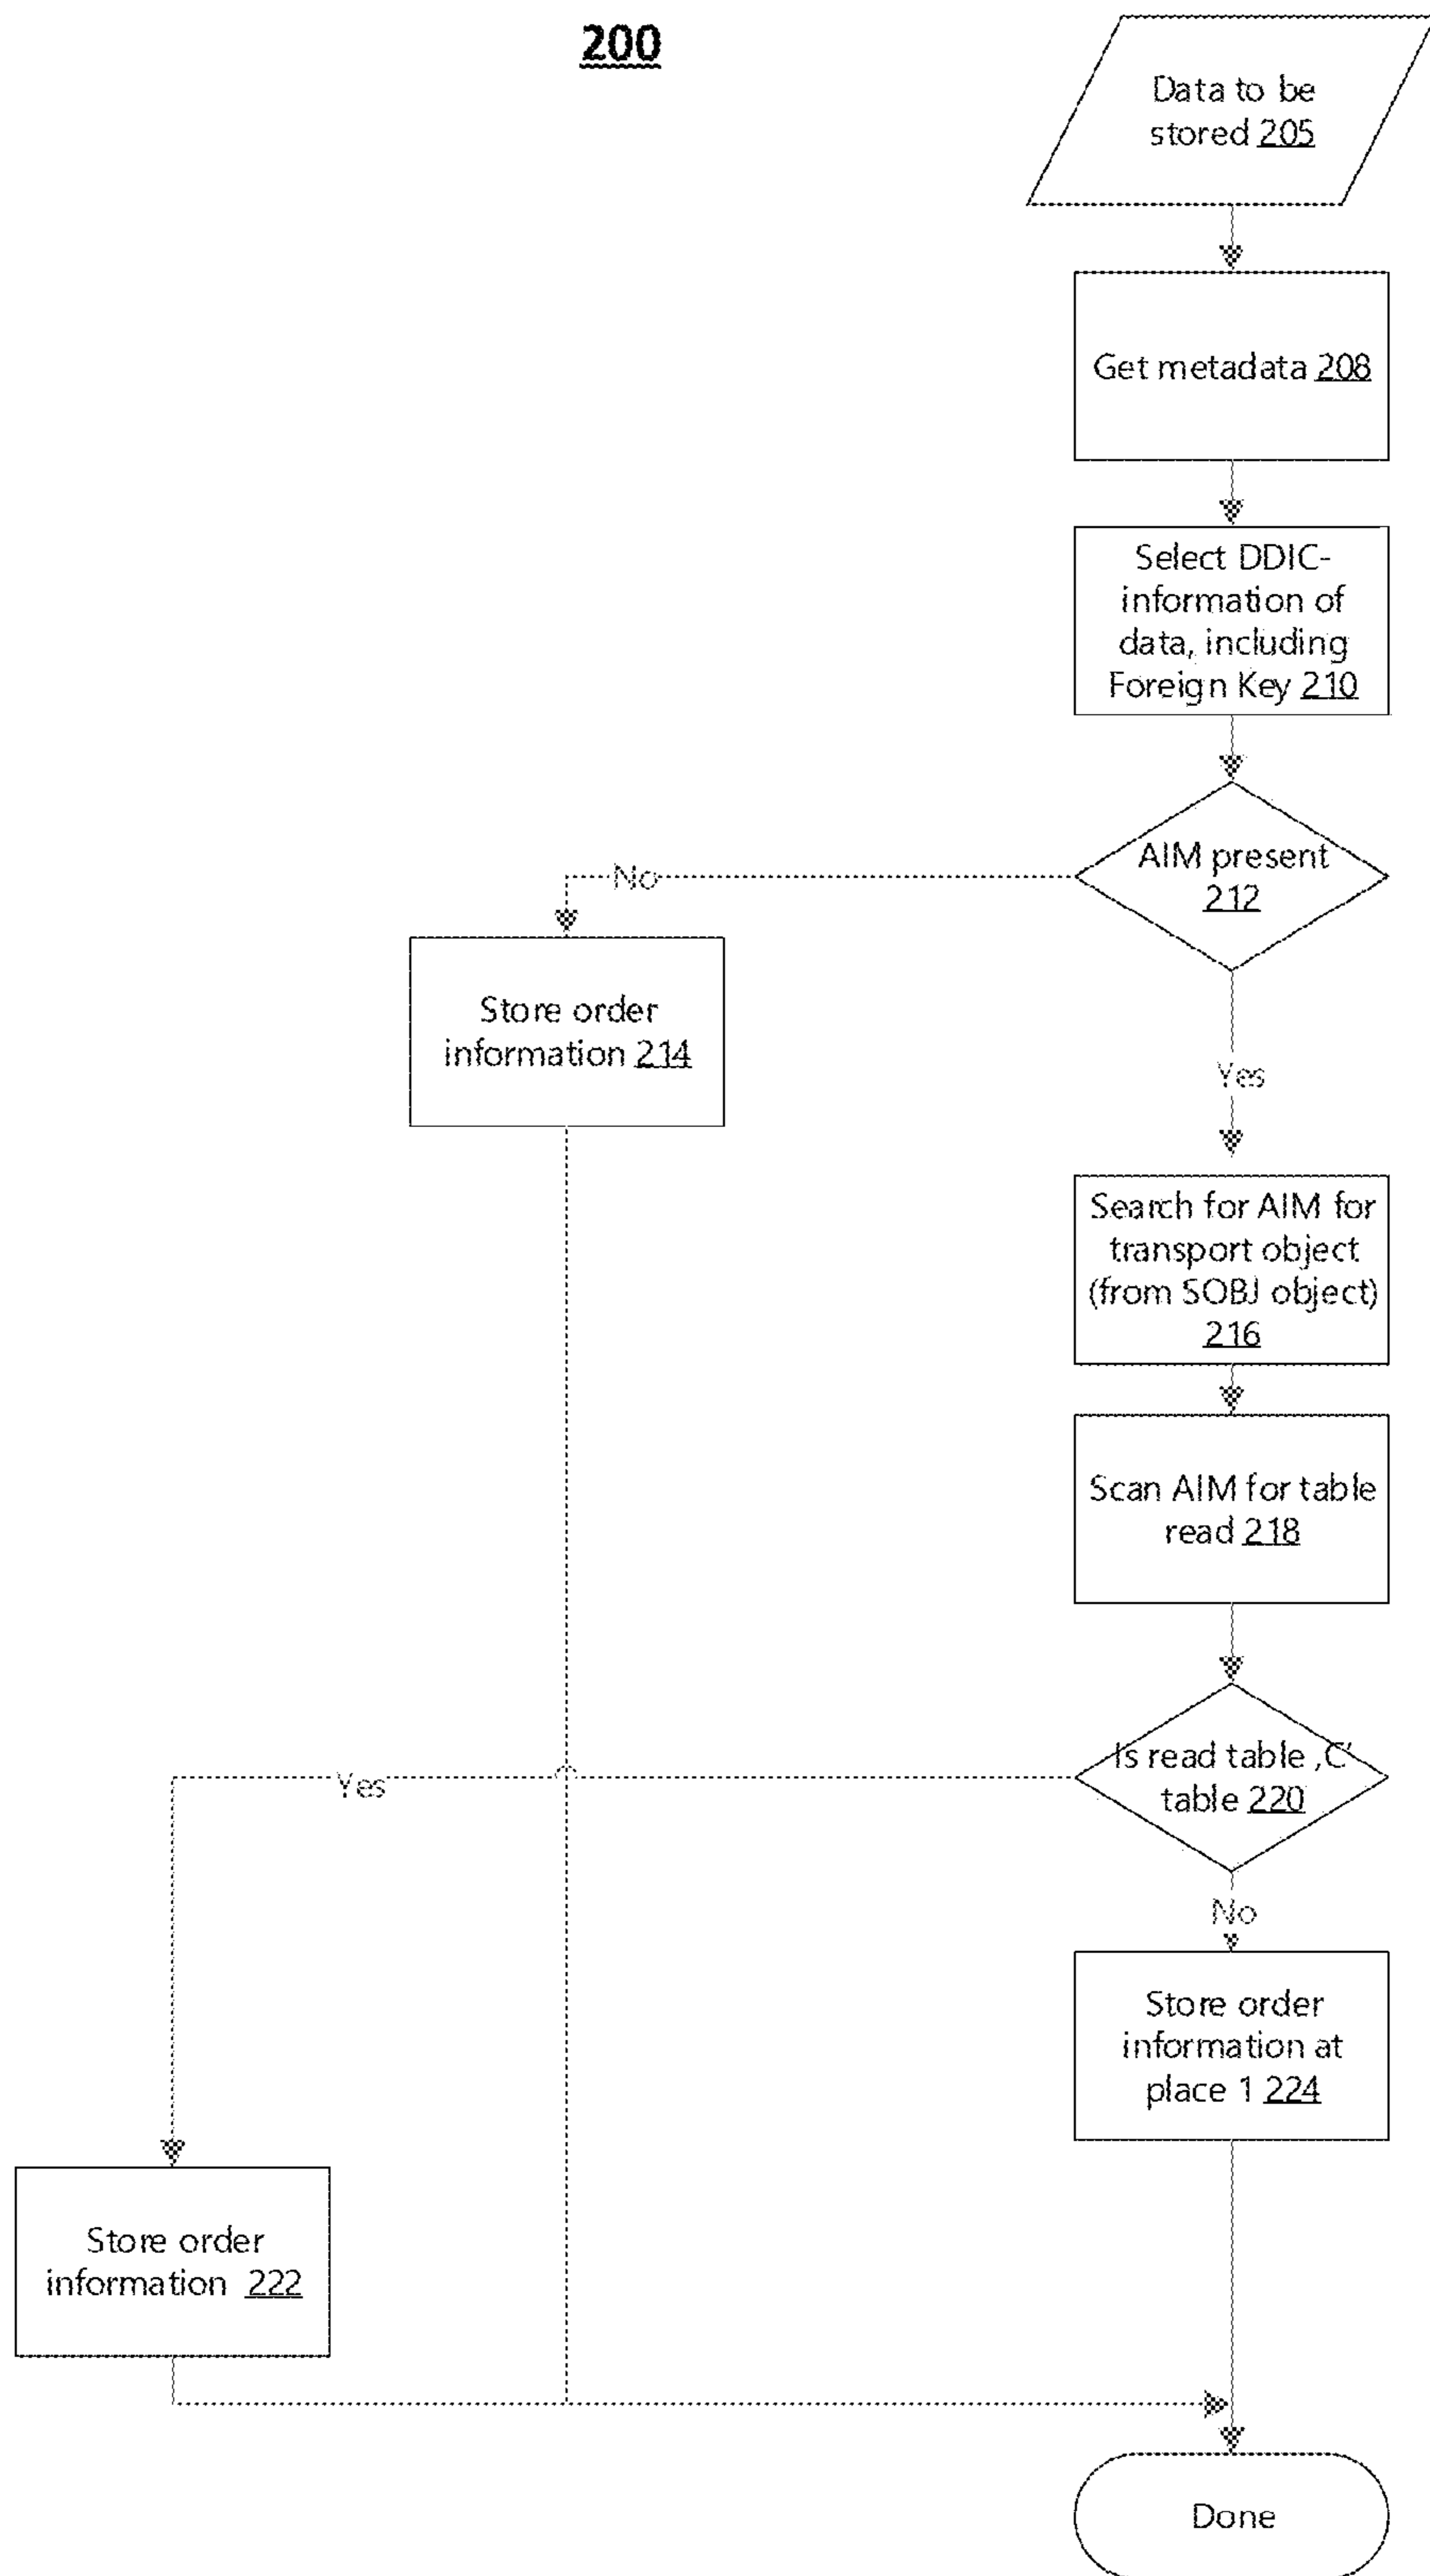 200
Data to be
stored 205
Get metadata 208
Select DDIC-
information of
data, including
Foreign Key 210
AIM present
212
No
Store order
information 214
Yes
Search for AIM for
transport object
(from SOBJ object)
216
Scan AIM for table
read 218
Is read table ‚C‘
table 220
Yes
No
Store order
information at
place 1 224
Store order
information 222
Done